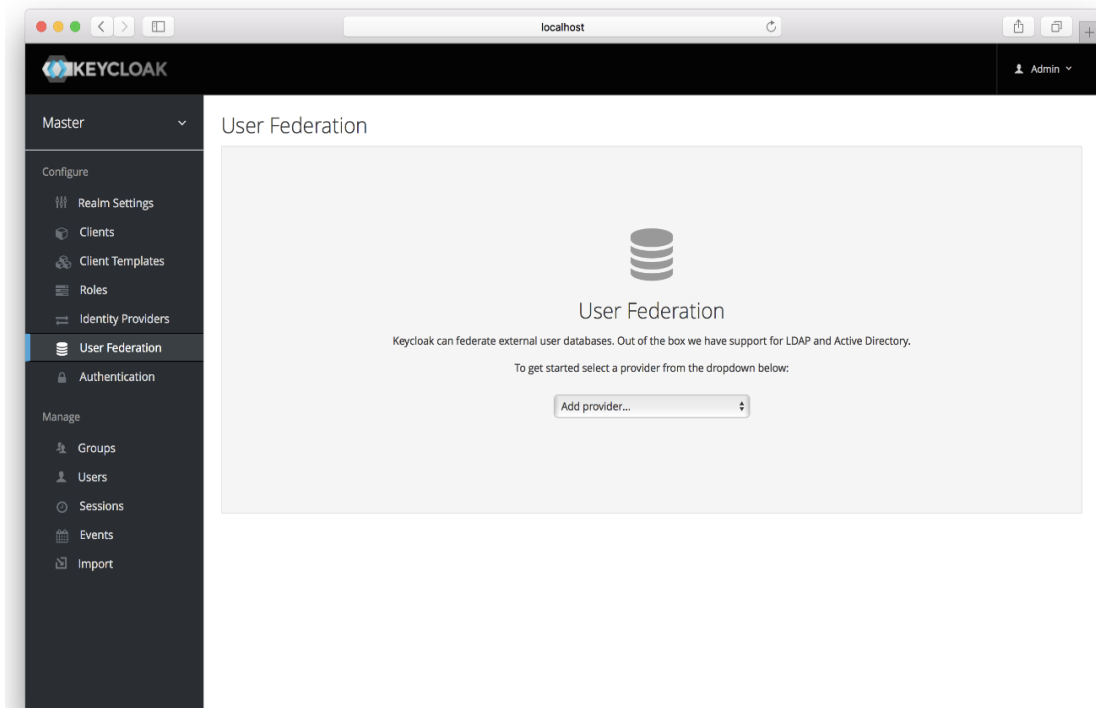 localhost
KEYCLOAK
Admin
Master
User Federation
Configure
Realm Settings
Clients
Client Templates
Roles
Identity Providers
User Federation
Authentication
Manage
Groups
Users
Sessions
Events
Import
User Federation
Keycloak can federate external user databases. Out of the box we have support for LDAP and Active Directory.
To get started select a provider from the dropdown below:
Add provider...